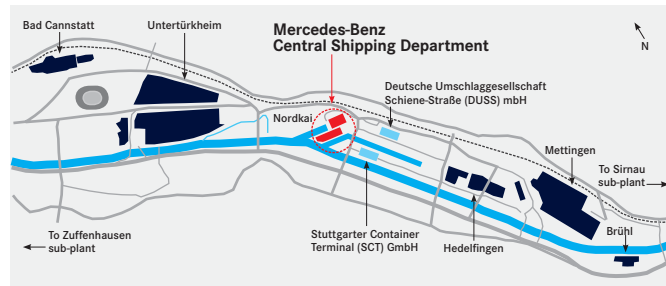 Bad Cannstatt
Untertürkheim
Mercedes-Benz
Central Shipping Department
N
Deutsche Umschlaggesellschaft
Schiene-Straße (DUSS) mbH
Nordkai
Mettingen
To Sirnau
sub-plant
To Zuffenhausen
sub-plant
Stuttgarter Container
Terminal (SCT) GmbH
Hedelfingen
Brühl